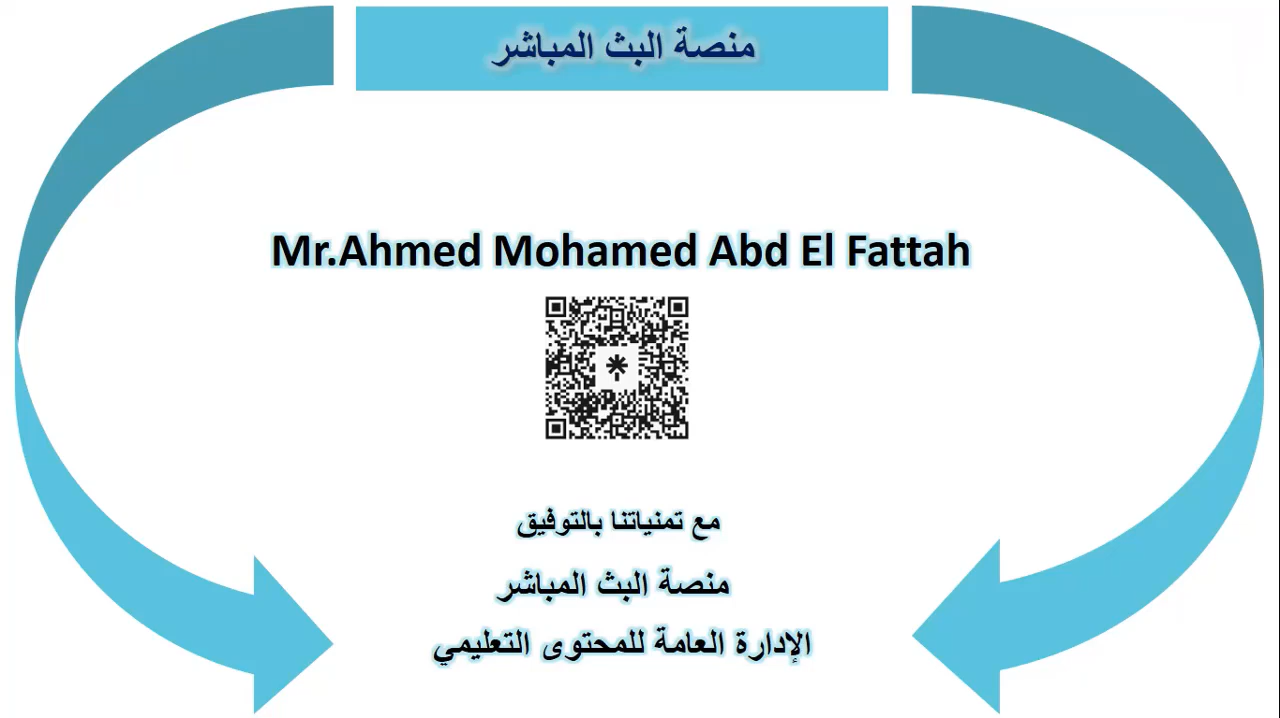 منصة البث المباشر
Mr.Ahmed Mohamed Abd El Fattah
مع تمنياتنا بالتوفيق
منصة البث المباشر
الإدارة العامة للمحتوى التعليمي